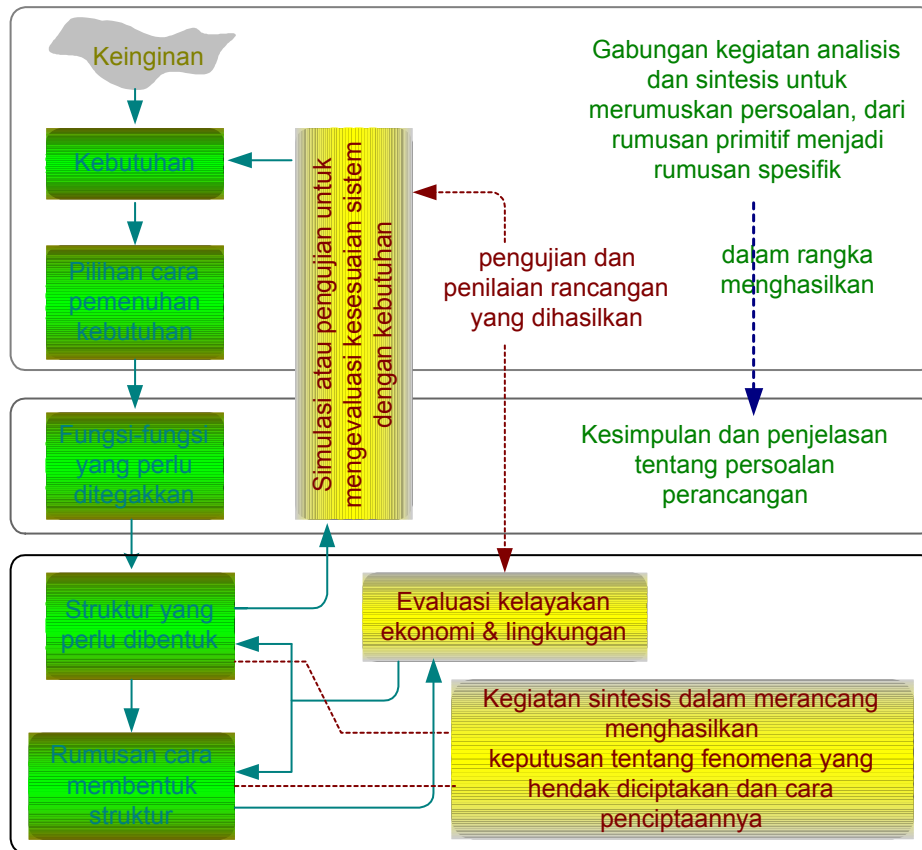 Keinginan
Gabungan kegiatan analisis
dan sintesis untuk
merumuskan persoalan, dari
rumusan primitif menjadi
rumusan spesifik
Kebutuhan
Pilihan cara
pemenuhan
kebutuhan
Simulasi atau pengujian untuk
mengevaluasi kesesuaian sistem
dengan kebutuhan
pengujian dan
penilaian rancangan
yang dihasilkan
dalam rangka
menghasilkan
Fungsi-fungsi
yang perlu
ditegakkan
Kesimpulan dan penjelasan
tentang persoalan
perancangan
Struktur yang
perlu dibentuk
Evaluasi kelayakan
ekonomi & lingkungan
Rumusan cara
membentuk
struktur
Kegiatan sintesis dalam merancang
menghasilkan
keputusan tentang fenomena yang
hendak diciptakan dan cara
penciptaannya